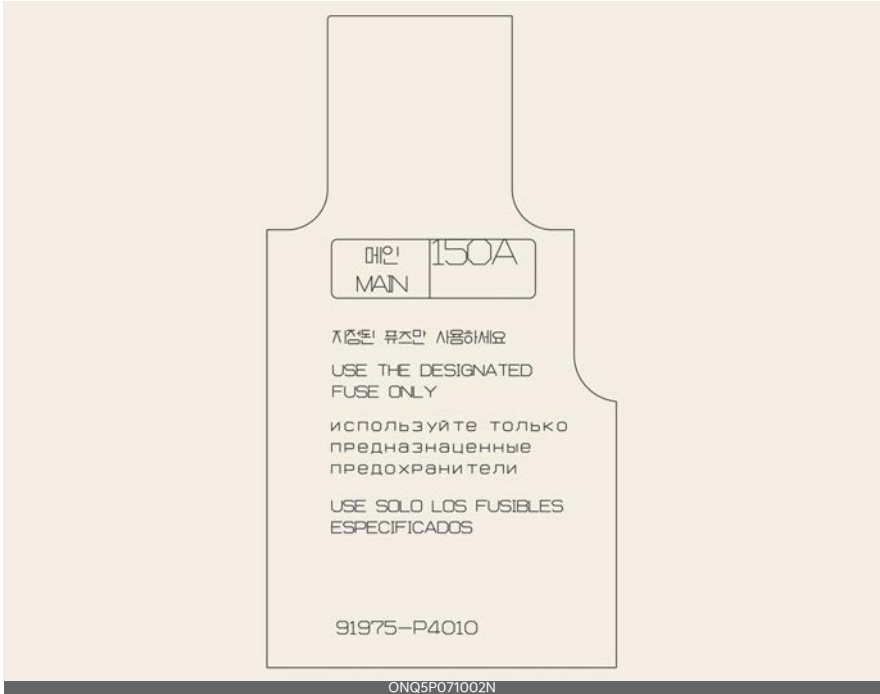 메인
MAIN
150A
지정된 퓨즈만 사용하세요
USE THE DESIGNATED
FUSE ONLY
используйте только
предназнаценные
предохранители
USE SOLO LOS FUSIBLES
ESPECIFICADOS
91975-P4010
ONQ5P071002N